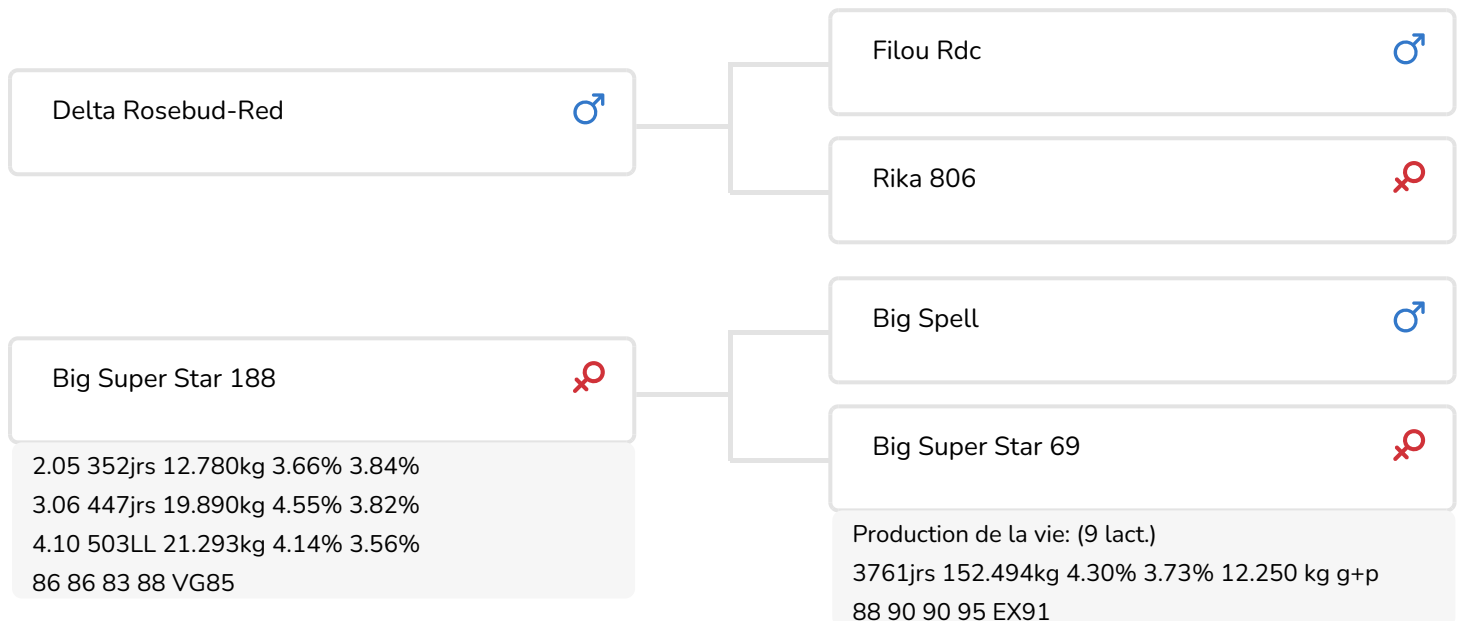 Delta Rosebud-Red
Filou Rdc
Rika 806
Big Super Star 188
2.05 352jrs 12.780kg 3.66% 3.84%
3.06 447jrs 19.890kg 4.55% 3.82%
4.10 503LL 21.293kg 4.14% 3.56%
86 86 83 88 VG85
Big Spell
Big Super Star 69
Production de la vie: (9 lact.)
3761jrs 152.494kg 4.30% 3.73% 12.250 kg g+p
88 90 90 95 EX91